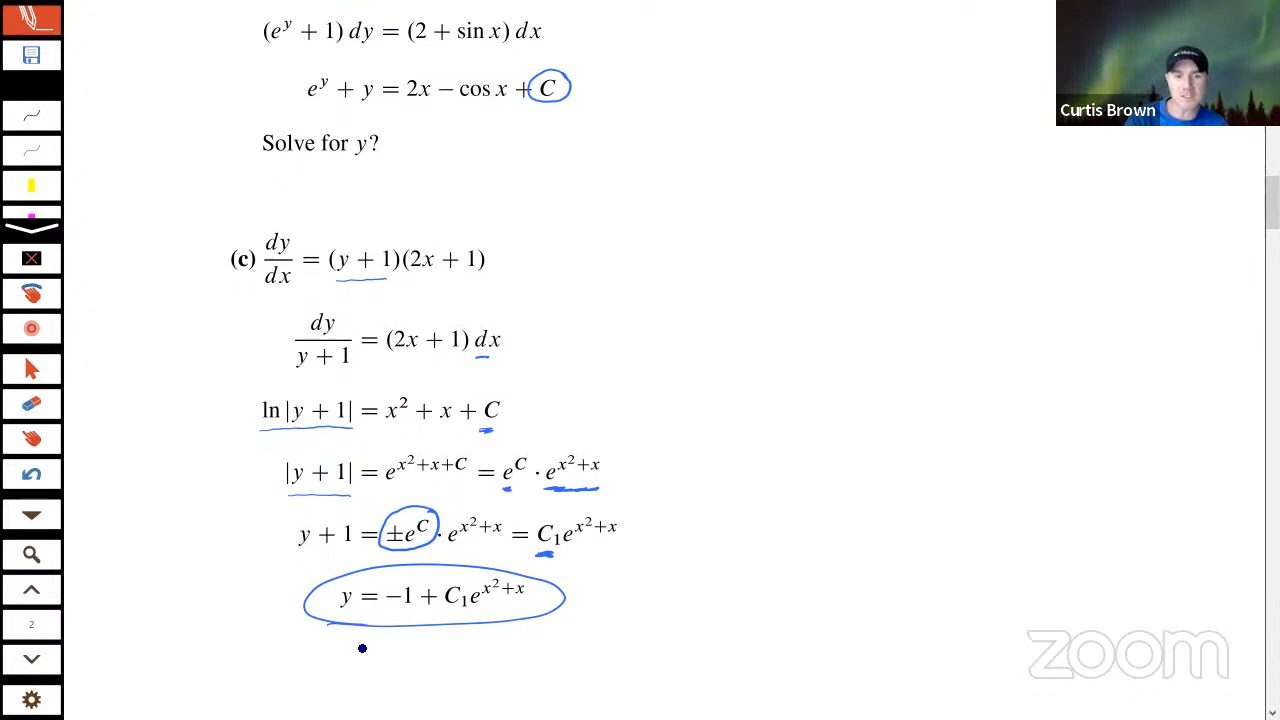 (e^y + 1) dy = (2 + sin x) dx
e^y + y = 2x − cos x + C
Solve for y?
Curtis Brown
(c) dy/dx = (y + 1)(2x + 1)
dy/(y + 1) = (2x + 1) dx
ln |y + 1| = x² + x + C
|y + 1| = e^{x²+x+C} = e^C · e^{x²+x}
y + 1 = ±e^C · e^{x²+x} = C₁e^{x²+x}
y = −1 + C₁e^{x²+x}
2
zoom